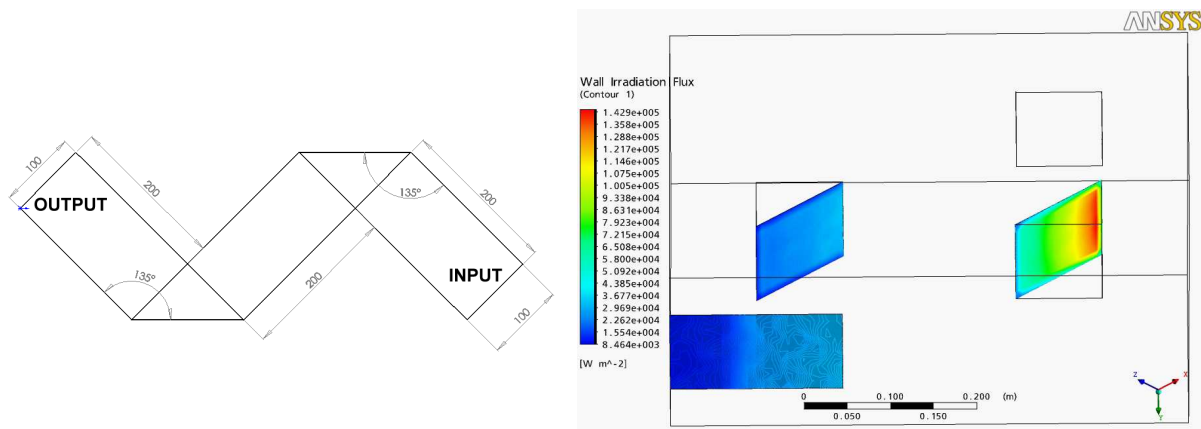 100
200
OUTPUT
135º
135º
200
200
INPUT
100
ANSYS
Wall Irradiation Flux
(Contour 1)
1.429e+005
1.358e+005
1.288e+005
1.217e+005
1.146e+005
1.075e+005
1.005e+005
9.338e+004
8.631e+004
7.923e+004
7.215e+004
6.508e+004
5.800e+004
5.092e+004
4.385e+004
3.677e+004
2.969e+004
2.262e+004
1.554e+004
8.464e+003
[W m^-2]
0 0.100 0.200 (m)
0.050 0.150
Z X
Y